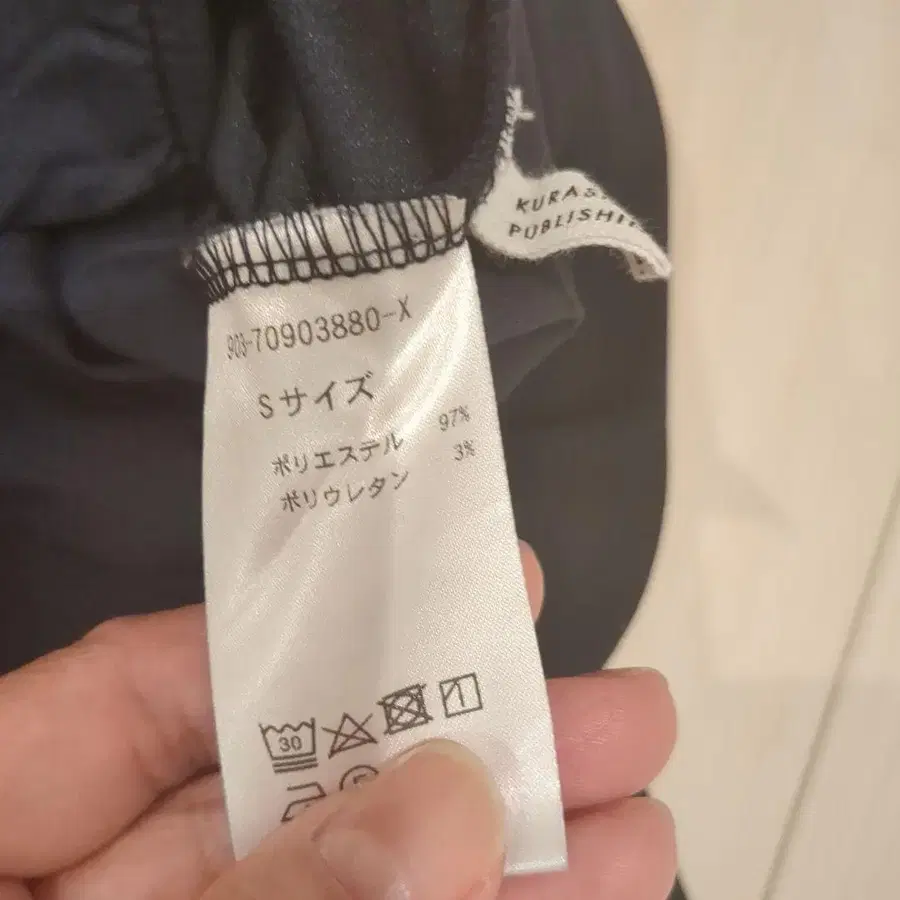 PUBLISHI
903-70903880-X
Sサイズ
ポリエステル 97%
ポリウレタン 3%
30